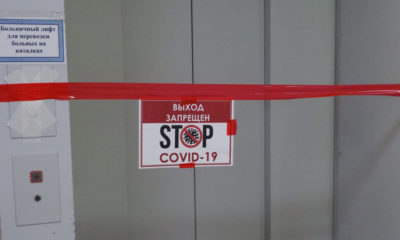 Больничный лифт
для перевозки
больных на
каталках
ВЫХОД
ЗАПРЕЩЕН
STOP
COVID-19